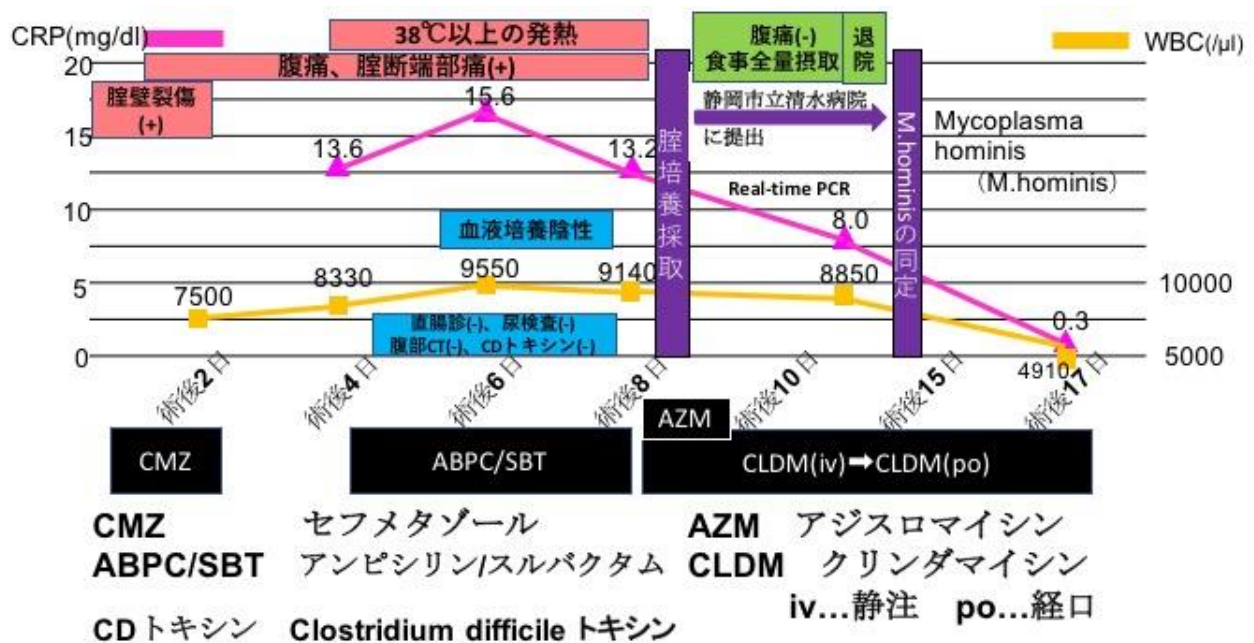 CRP(mg/dl)
38℃以上の発熱
腹痛(-)
食事全量摂取
退院
WBC(/μl)
20
腹痛、腟断端部痛(+)
腟壁裂傷
(+)
15.6
静岡市立清水病院
に提出
15
13.6
13.2
腟培養採取
M.hominisの同定
Mycoplasma
hominis
（M.hominis）
Real-time PCR
10
8.0
血液培養陰性
5
7500
8330
9550
9140
8850
10000
直腸診(-)、尿検査(-)
腹部CT(-)、CDトキシン(-)
0.3
0
4910
5000
術後2日
術後4日
術後6日
術後8日
術後10日
術後15日
術後17日
AZM
CMZ
ABPC/SBT
CLDM(iv)➡CLDM(po)
CMZ セフメタゾール AZM アジスロマイシン
ABPC/SBT アンピシリン/スルバクタム CLDM クリンダマイシン
iv…静注 po…経口
CDトキシン Clostridium difficile トキシン